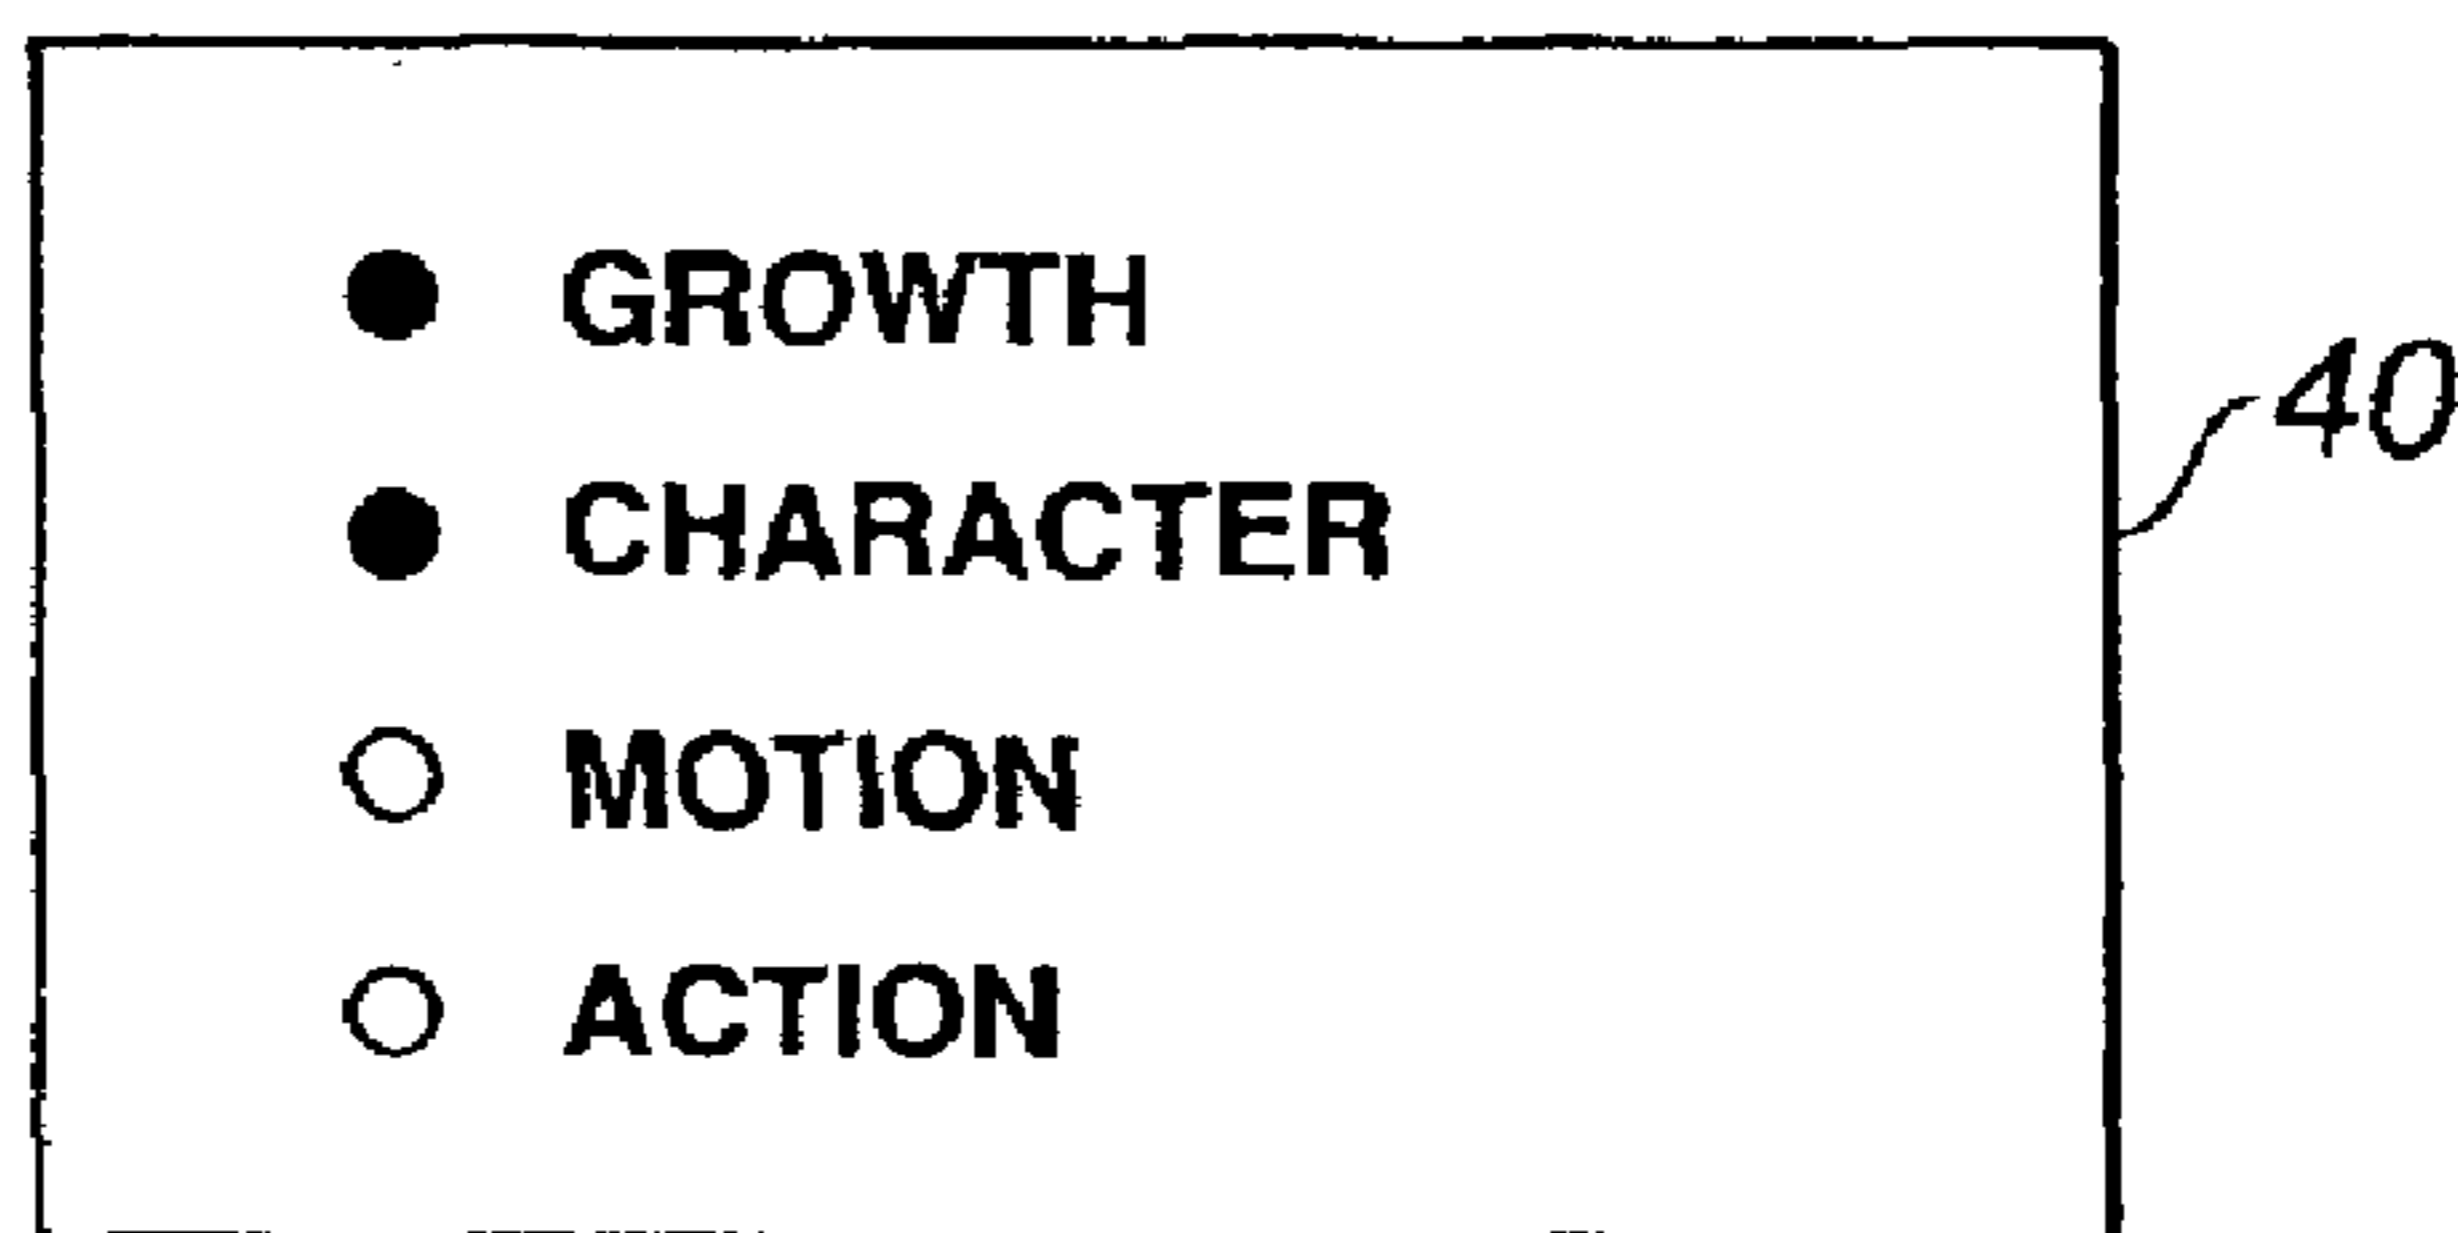 ● GROWTH
● CHARACTER
○ MOTION
○ ACTION
40